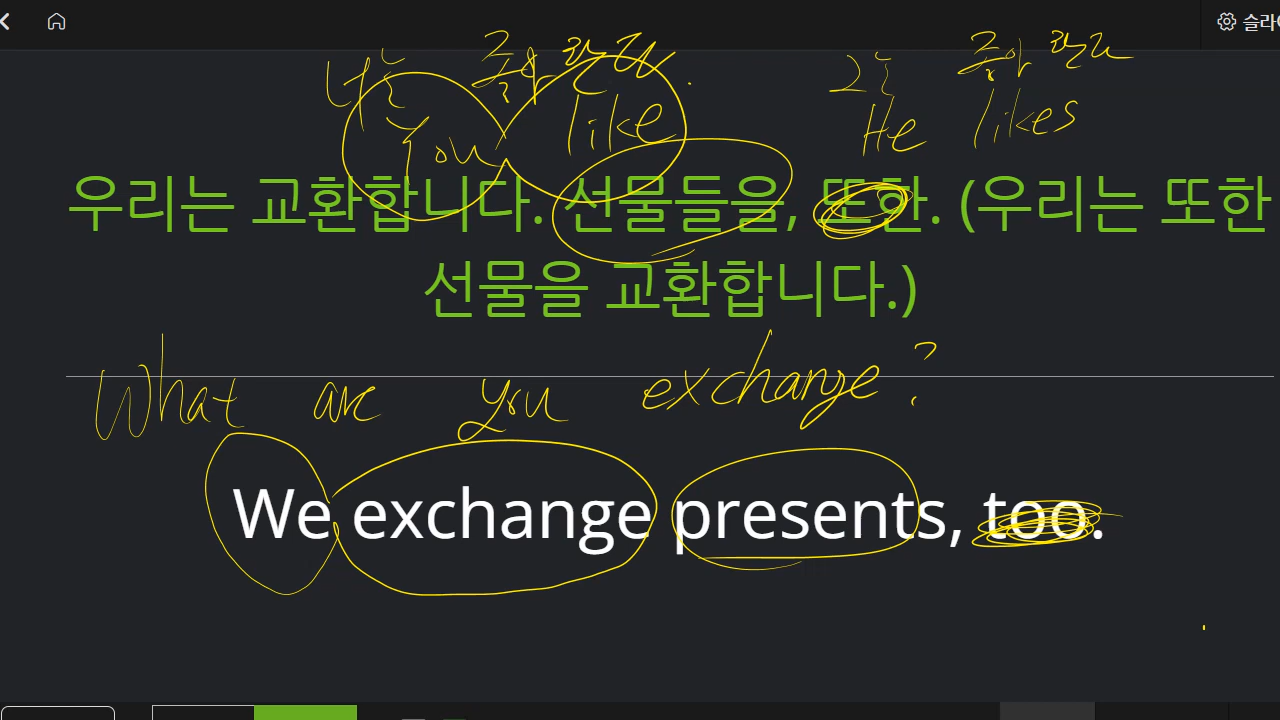 슬라이
너는 좋아한다. 그는 좋아한다
You like He likes
우리는 교환합니다. 선물들을, 또한. (우리는 또한
선물을 교환합니다.)
What are you exchange?
We exchange presents, too.